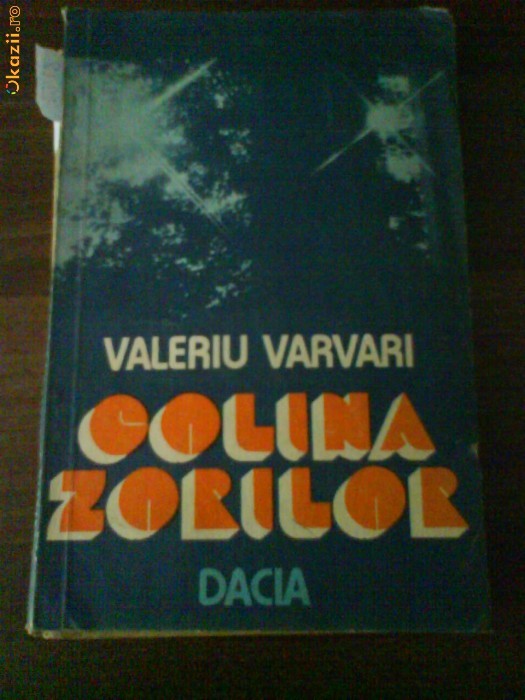 Okazii.ro
VALERIU VARVARI
COLINA
ZORILOR
DACIA